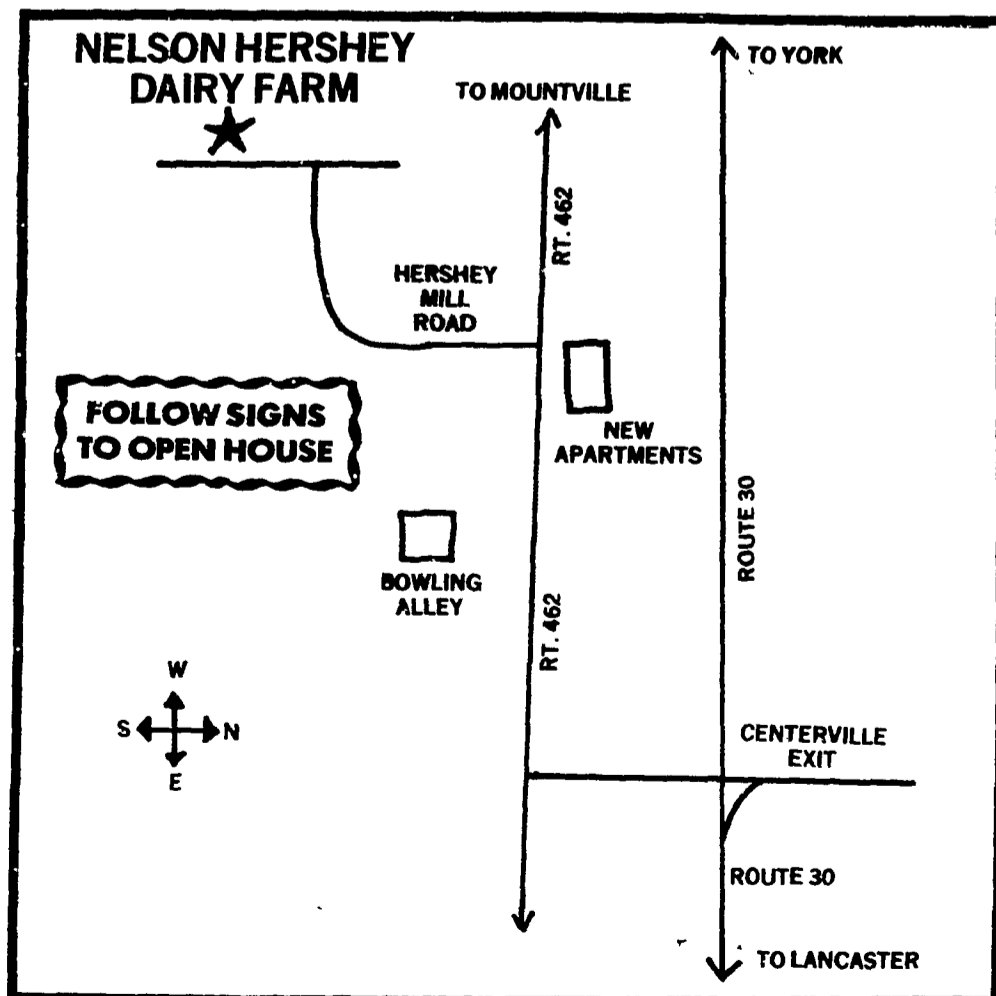 NELSON HERSHEY
DAIRY FARM
TO YORK
TO MOUNTVILLE
RT. 462
HERSHEY
MILL
ROAD
FOLLOW SIGNS
TO OPEN HOUSE
NEW
APARTMENTS
ROUTE 30
BOWLING
ALLEY
RT. 462
W
S N
E
CENTERVILLE
EXIT
ROUTE 30
TO LANCASTER